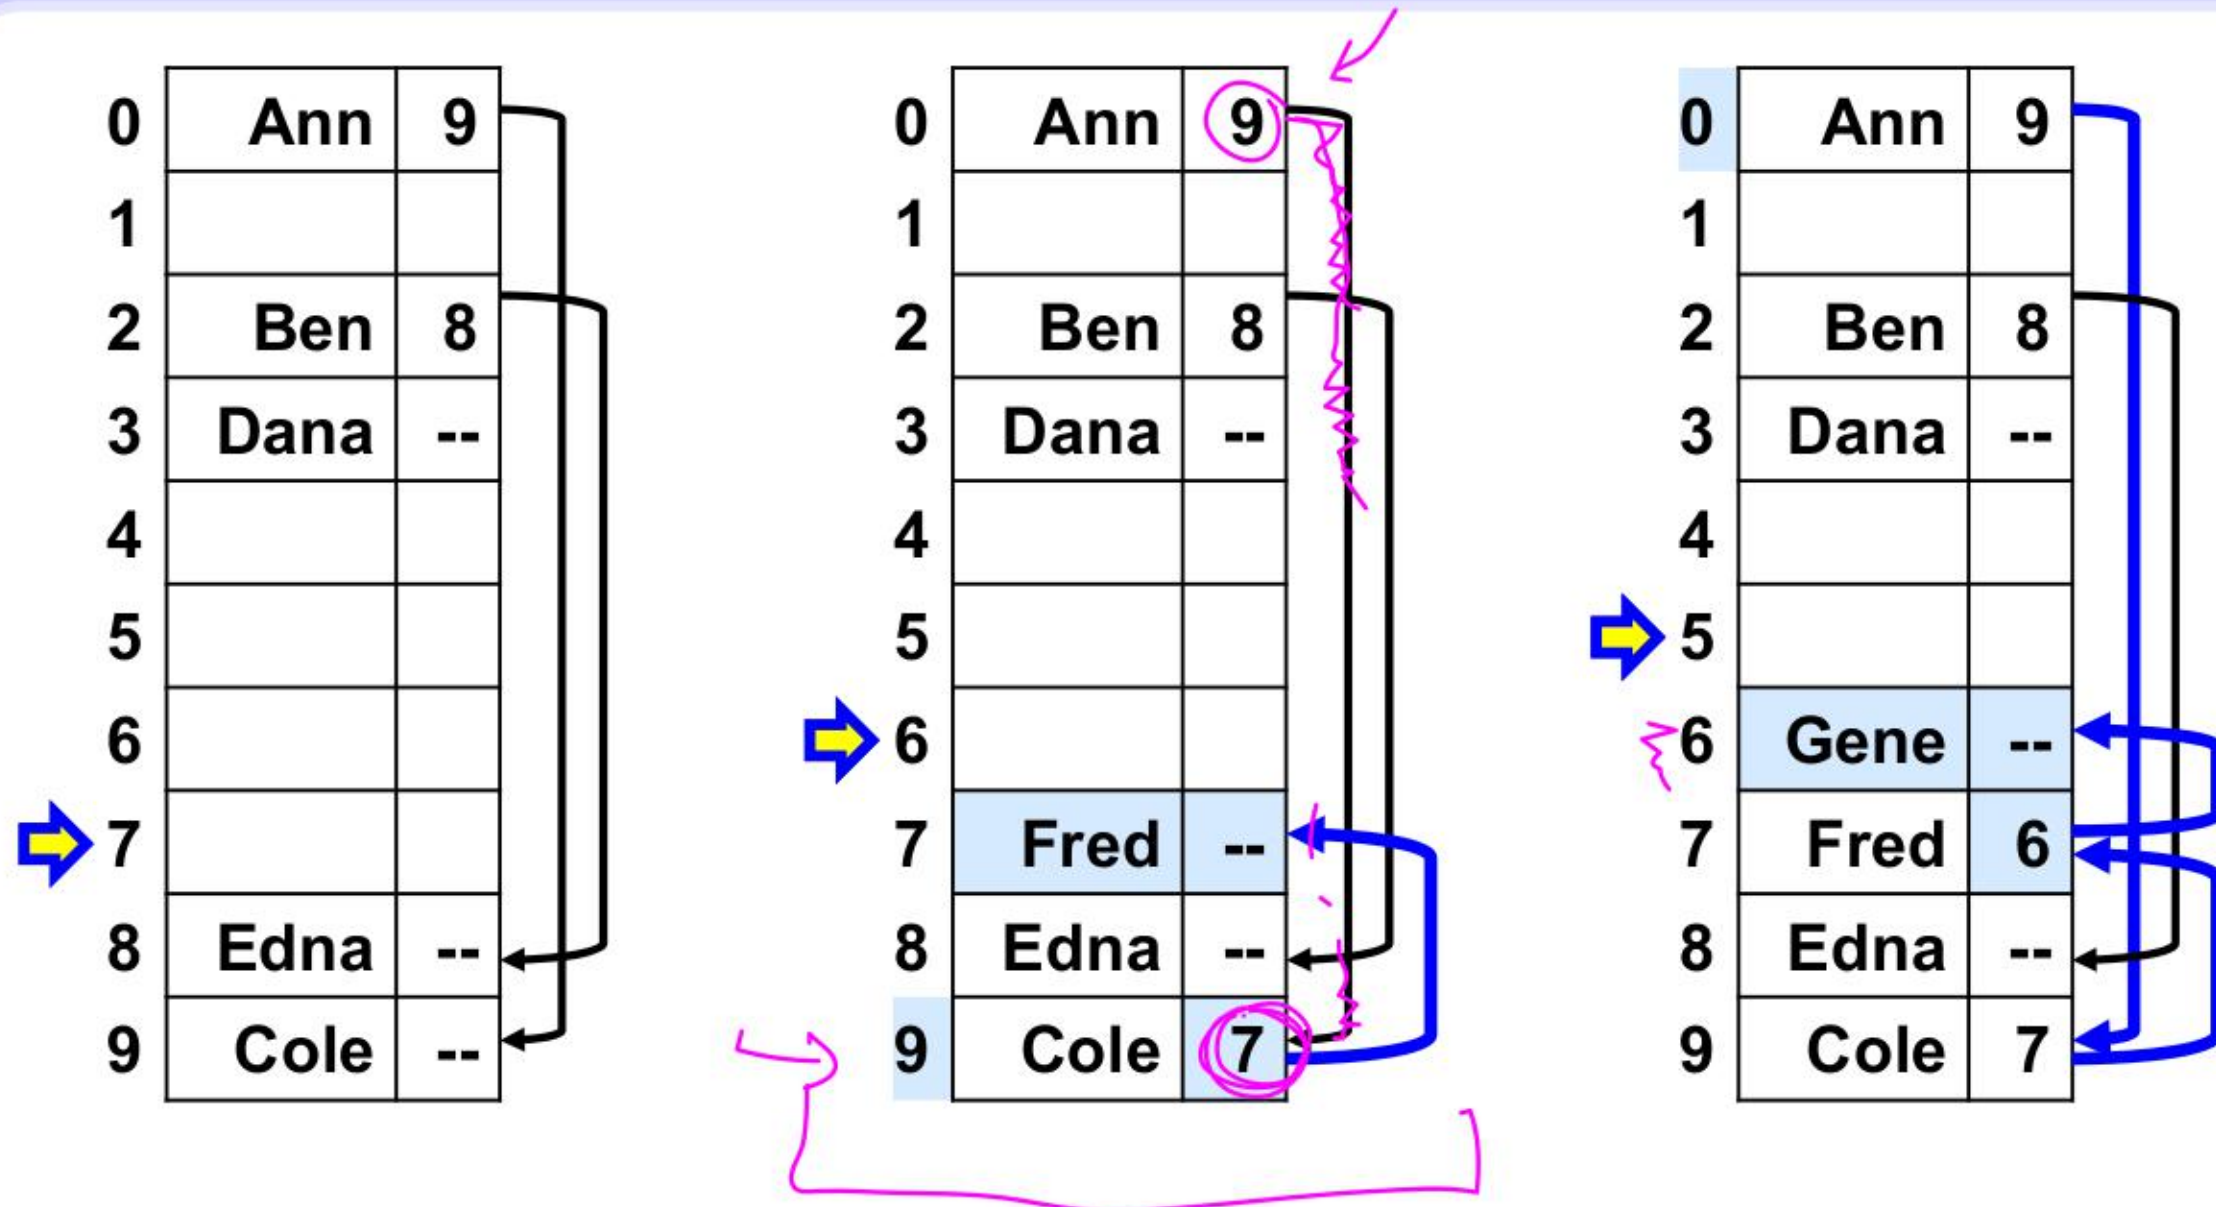 0 Ann 9
1
2 Ben 8
3 Dana --
4
5
6
7
8 Edna --
9 Cole --
0 Ann 9
1
2 Ben 8
3 Dana --
4
5
6
7 Fred --
8 Edna --
9 Cole 7
0 Ann 9
1
2 Ben 8
3 Dana --
4
5
6 Gene --
7 Fred 6
8 Edna --
9 Cole 7